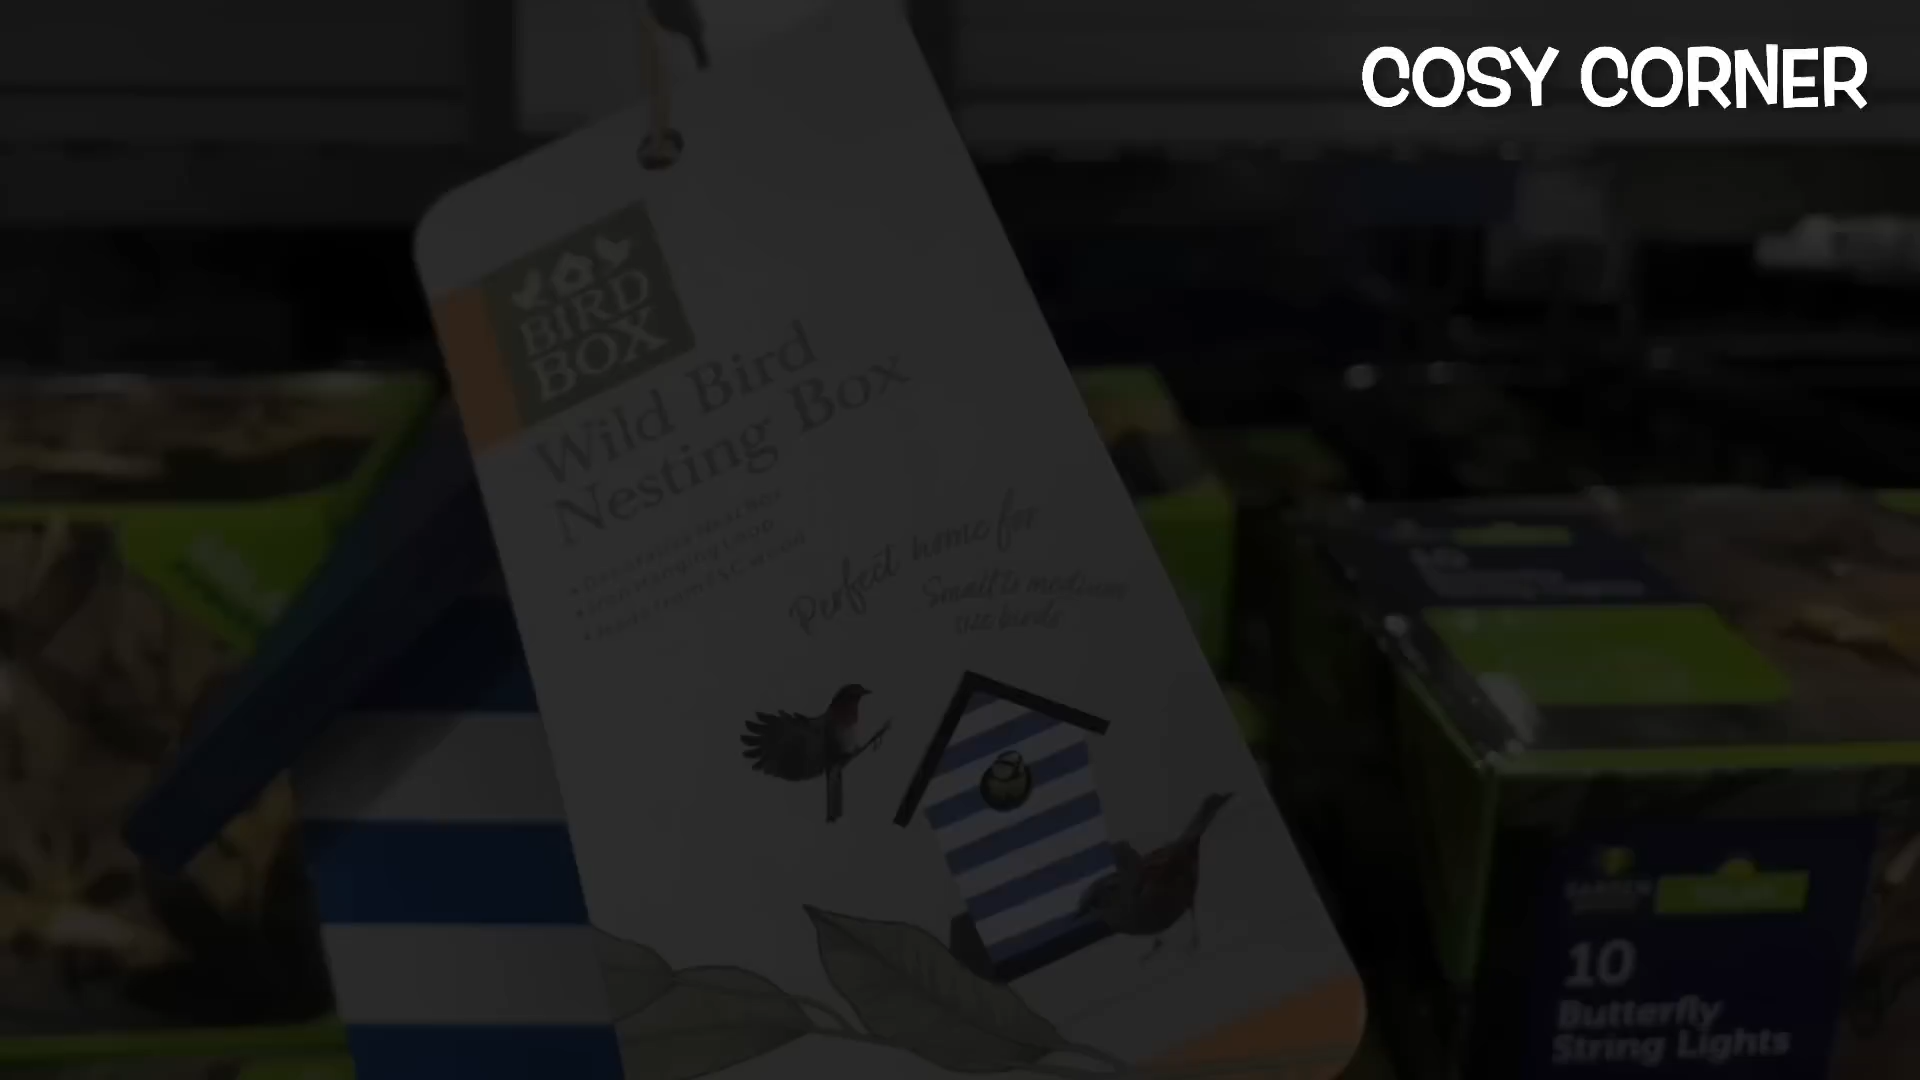 COSY CORNER
BIRD
BOX
Wild Bird
Nesting Box
Perfect home for
Small to medium
size birds
10
Butterfly
String Lights